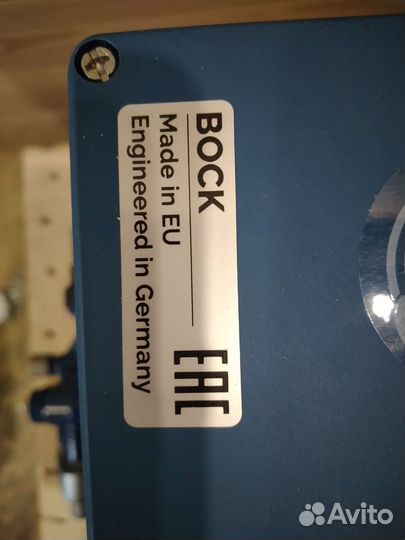 BOCK
Made in EU
Engineered in Germany
EAC
Avito